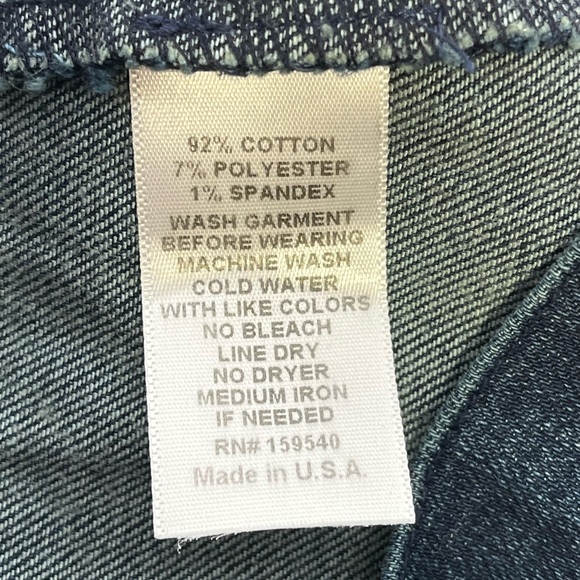 92% COTTON
7% POLYESTER
1% SPANDEX
WASH GARMENT
BEFORE WEARING
MACHINE WASH
COLD WATER
WITH LIKE COLORS
NO BLEACH
LINE DRY
NO DRYER
MEDIUM IRON
IF NEEDED
RN# 159540
Made in U.S.A.